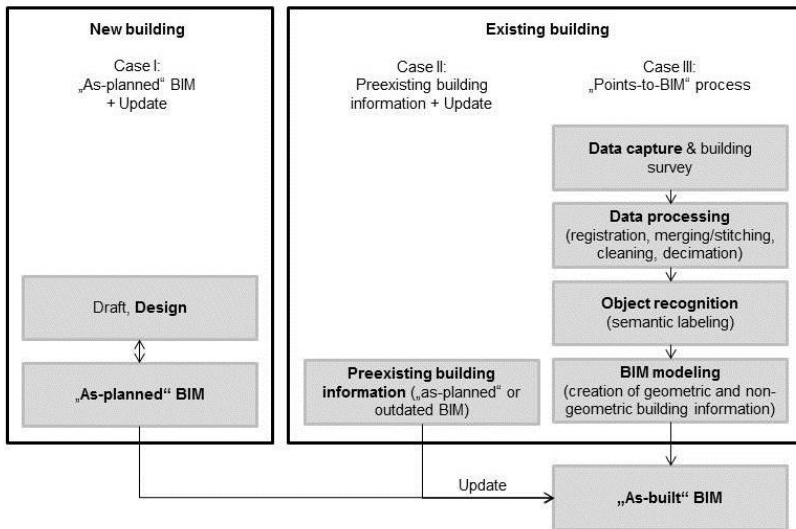 New building
Case I:
„As-planned“ BIM
+ Update
Draft, Design
„As-planned“ BIM
Existing building
Case II:
Preexisting building
information + Update
Preexisting building
information („as-planned“ or
outdated BIM)
Case III:
„Points-to-BIM“ process
Data capture & building
survey
Data processing
(registration, merging/stitching,
cleaning, decimation)
Object recognition
(semantic labeling)
BIM modeling
(creation of geometric and non-
geometric building information)
Update
„As-built“ BIM